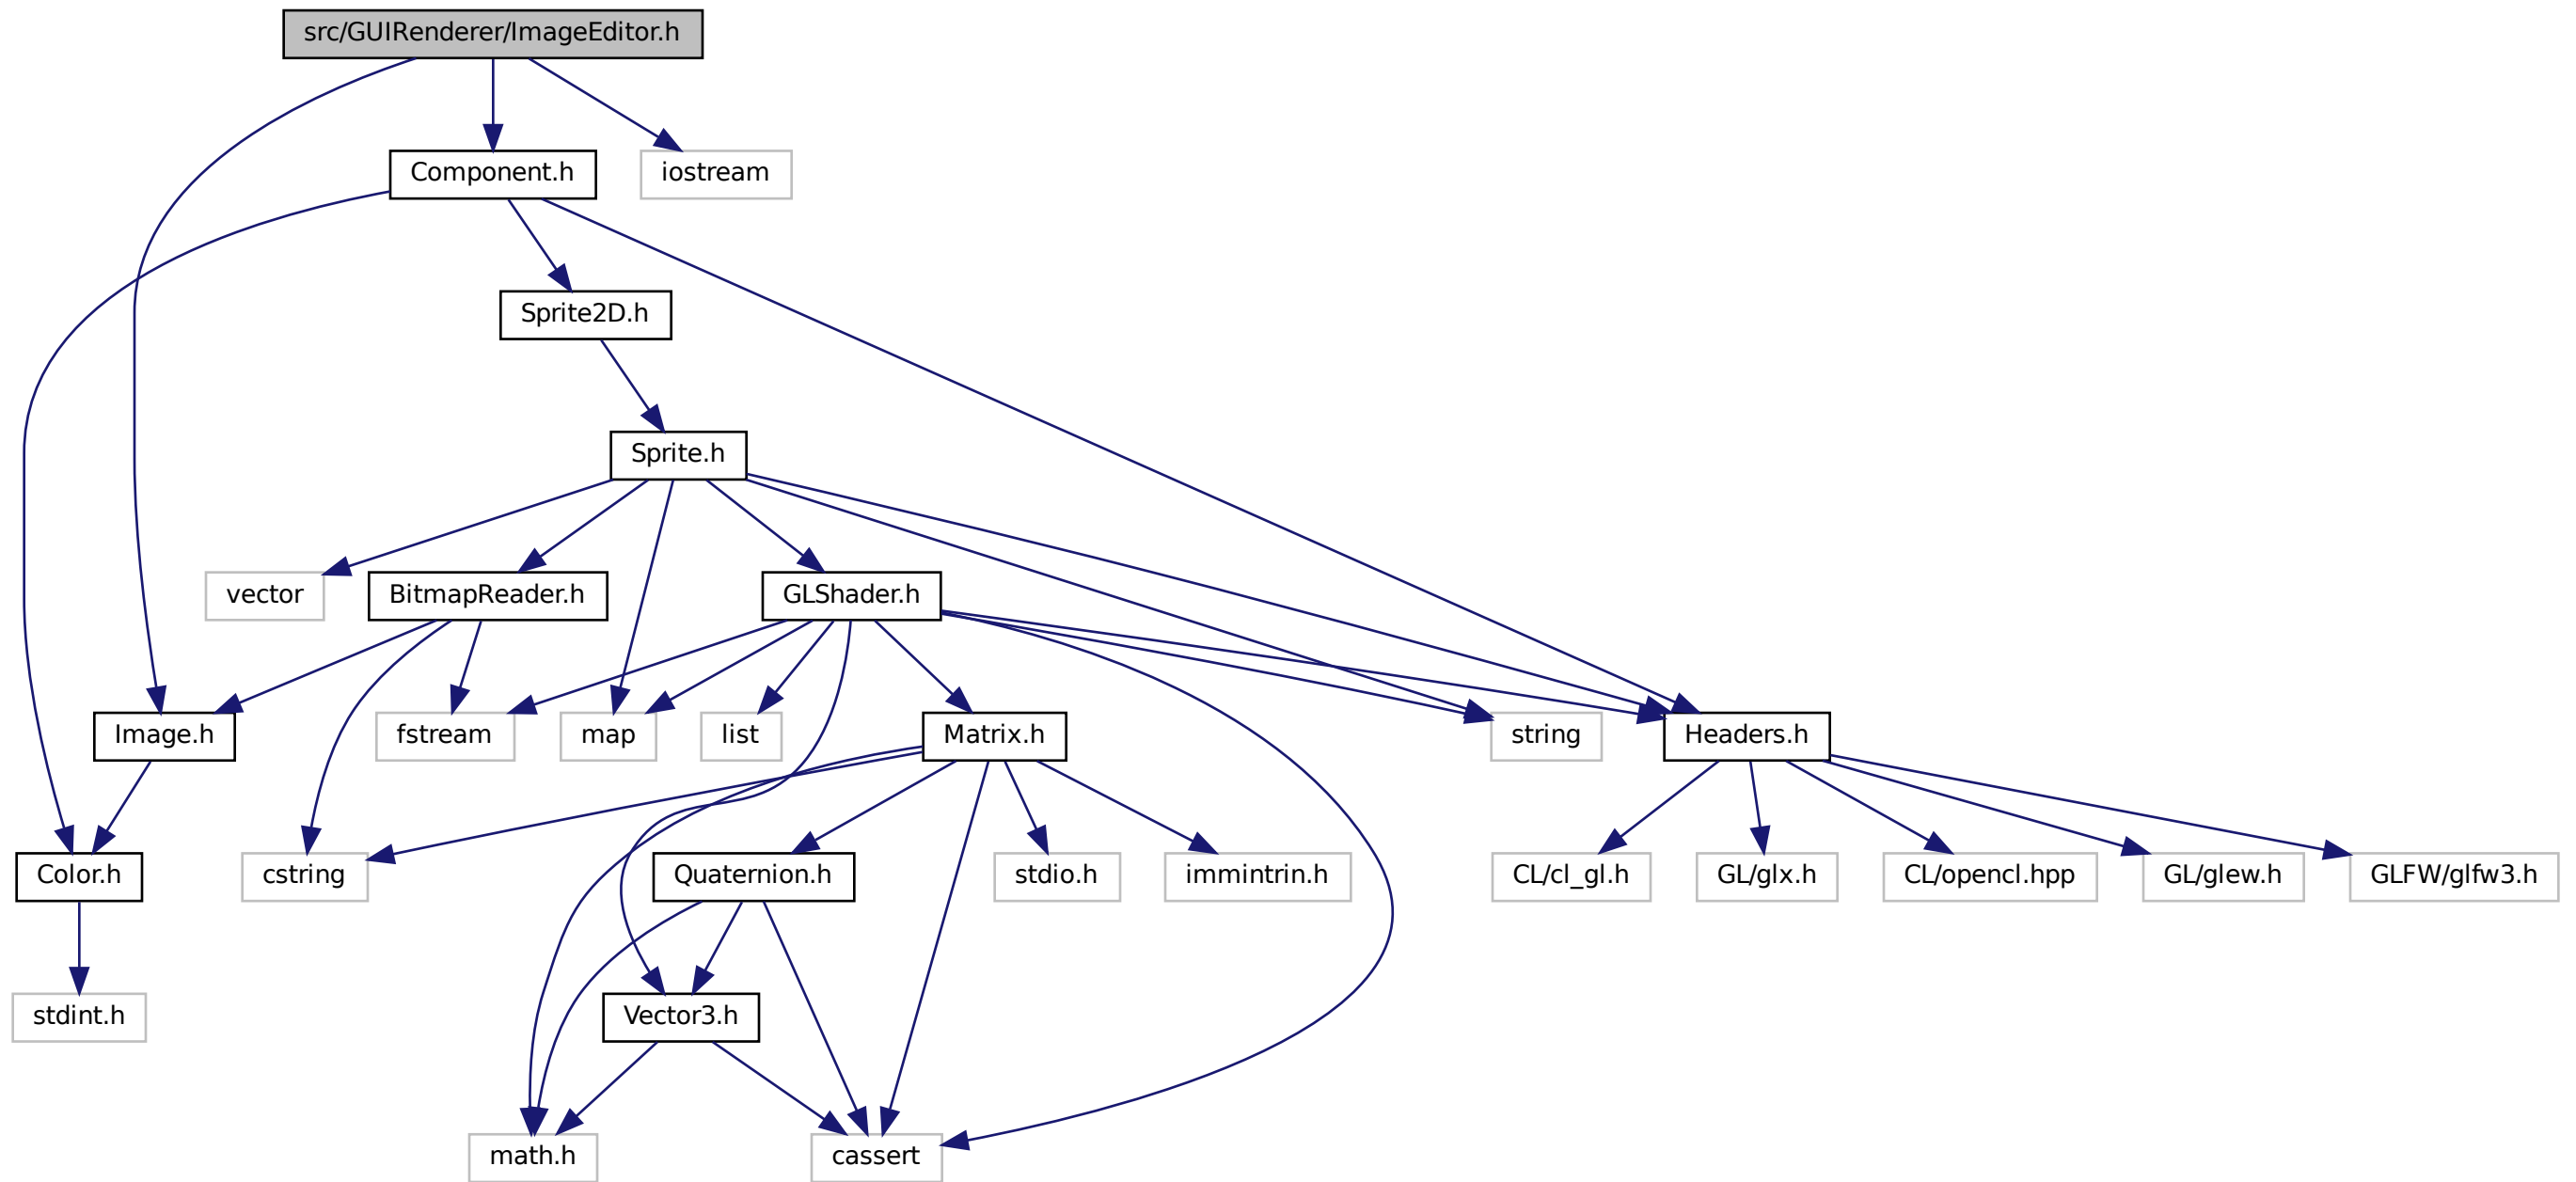 src/GUIRenderer/ImageEditor.h
Component.h
iostream
Sprite2D.h
Sprite.h
vector
BitmapReader.h
GLShader.h
Image.h
fstream
map
list
Matrix.h
string
Headers.h
Color.h
cstring
Quaternion.h
stdio.h
immintrin.h
CL/cl_gl.h
GL/glx.h
CL/opencl.hpp
GL/glew.h
GLFW/glfw3.h
stdint.h
Vector3.h
math.h
cassert